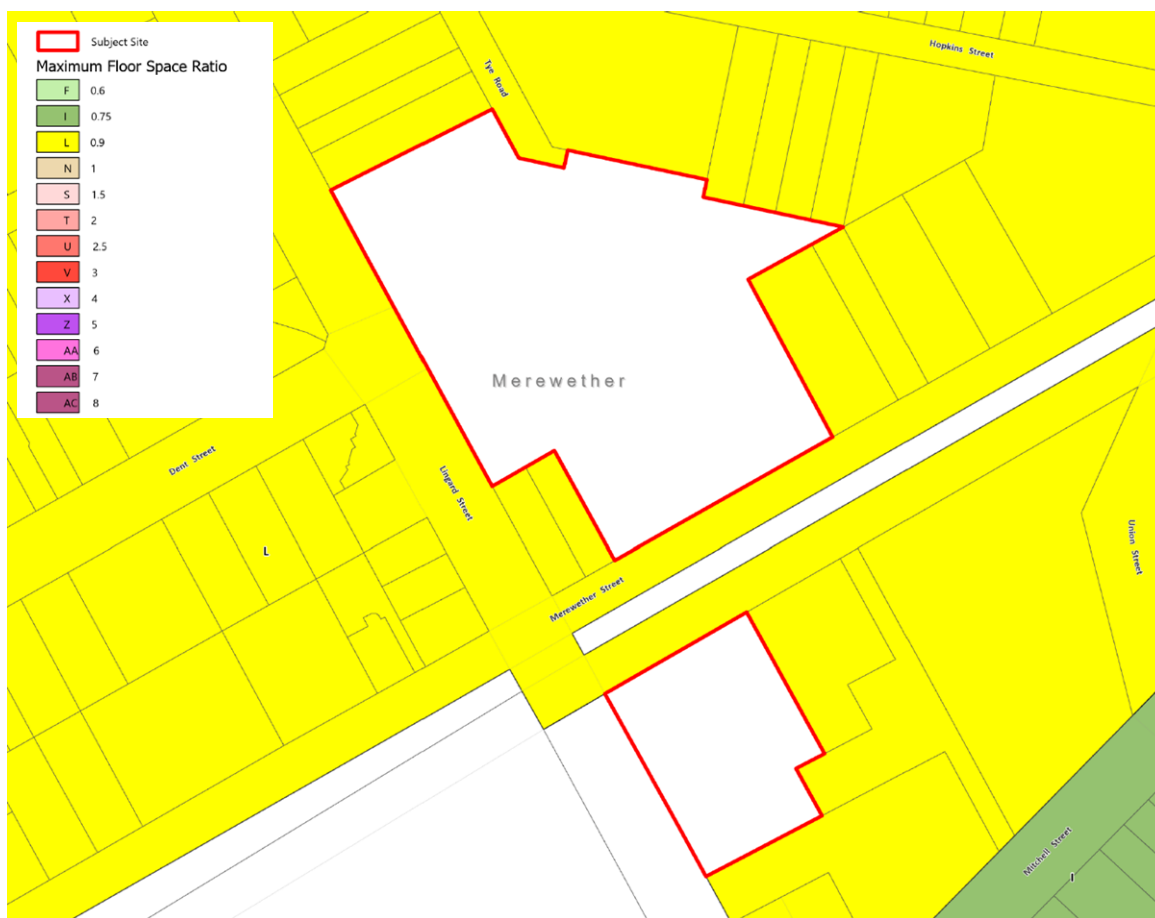 Subject Site
Maximum Floor Space Ratio
F 0.6
I 0.75
L 0.9
N 1
S 1.5
T 2
U 2.5
V 3
X 4
Z 5
AA 6
AB 7
AC 8
Tye Road
Hopkins Street
Merewether
Dent Street
Lingard Street
L
Union Street
Merewether Street
Mitchell Street
I